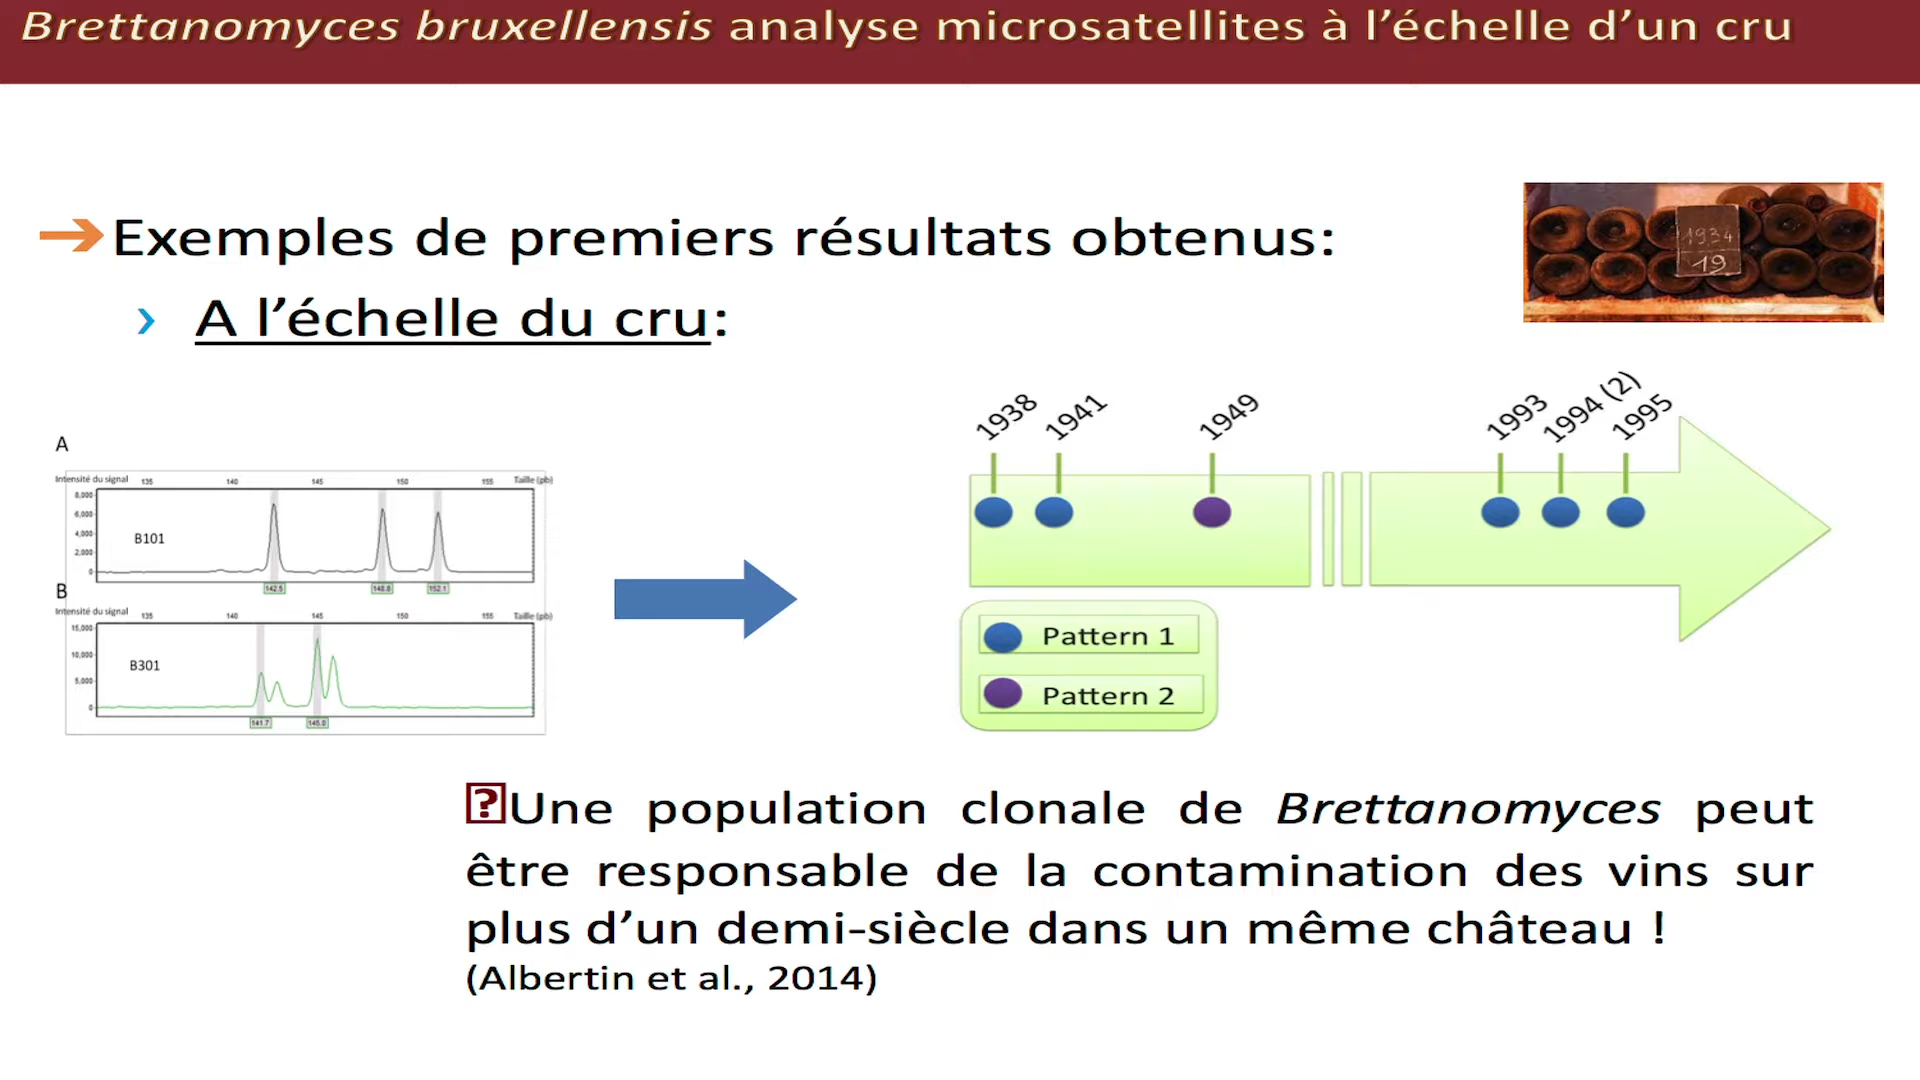 Brettanomyces bruxellensis analyse microsatellites à l’échelle d’un cru
➔Exemples de premiers résultats obtenus:
› A l’échelle du cru:
1934
19
A
Intensité du signal 135 140 145 150 155 Taille (pb)
8,000
6,000
4,000
2,000
0
B101
142.5 148.8 152.1
B
Intensité du signal 135 140 145 150 155 Taille (pb)
15,000
10,000
5,000
0
B301
141.7 145.0
1938 1941 1949 1993 1994 (2) 1995
Pattern 1
Pattern 2
?Une population clonale de Brettanomyces peut
être responsable de la contamination des vins sur
plus d’un demi-siècle dans un même château !
(Albertin et al., 2014)